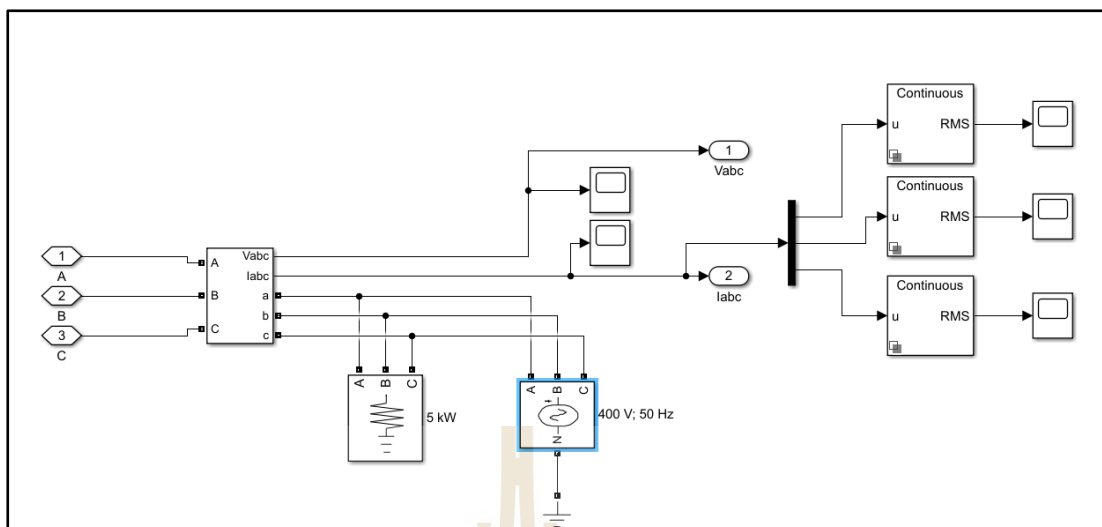 Continuous
u RMS
1
Vabc
Continuous
u RMS
1
A
2
B
3
C
A
B
C
Vabc
Iabc
a
b
c
2
Iabc
Continuous
u RMS
A B C
5 kW
A B C
N
400 V; 50 Hz